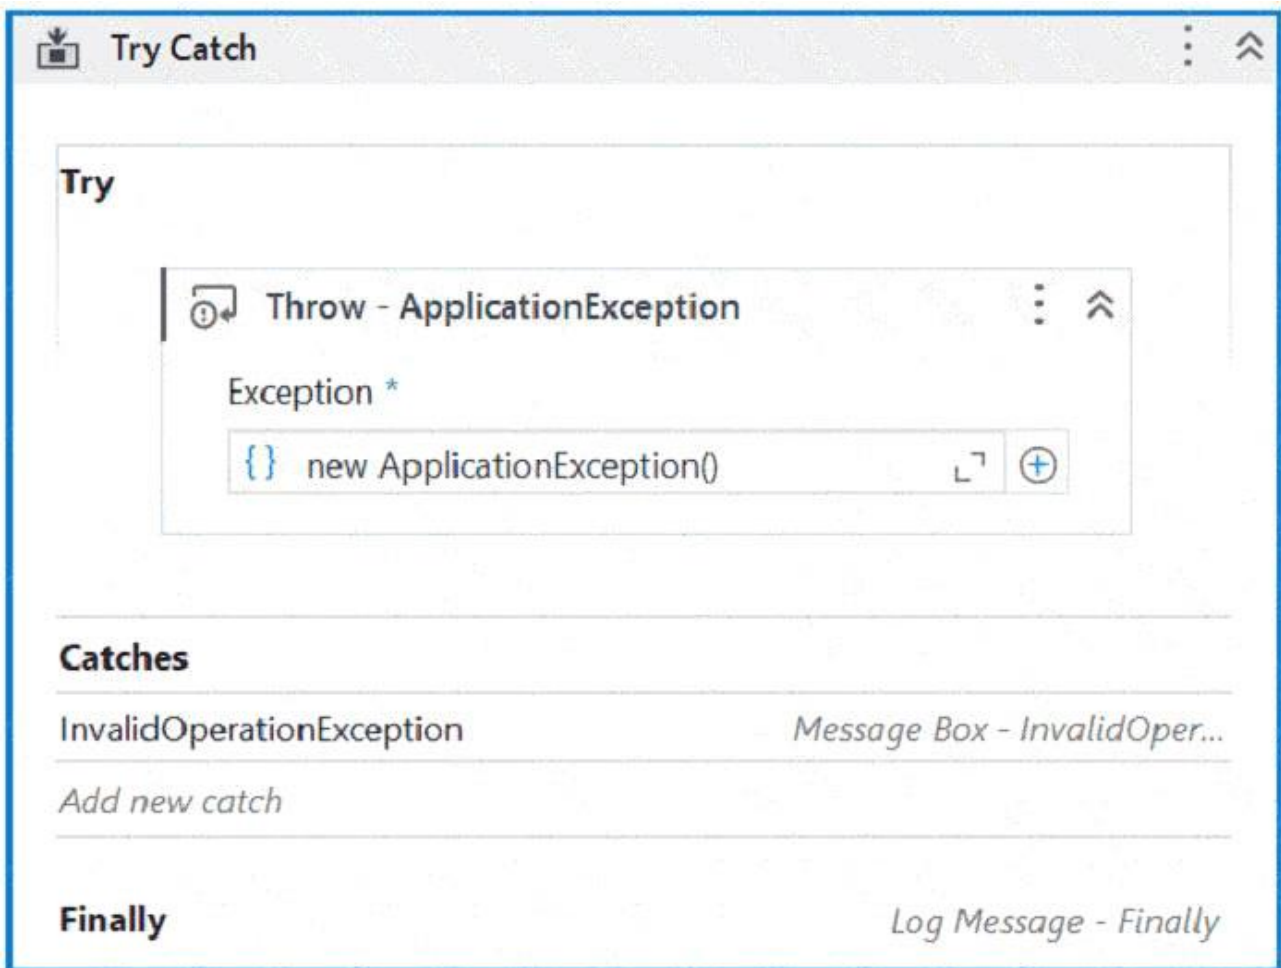 Try Catch
Try
Throw - ApplicationException
Exception *
{} new ApplicationException()
Catches
InvalidOperationException Message Box - InvalidOper...
Add new catch
Finally Log Message - Finally